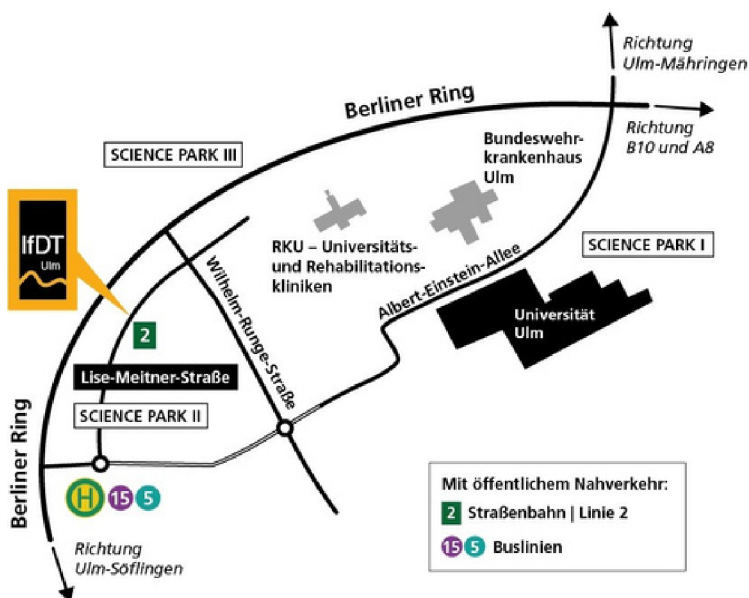 Richtung
Ulm-Mähringen
Berliner Ring
Richtung
B10 und A8
Bundeswehr-
krankenhaus
Ulm
SCIENCE PARK III
IfDT
Ulm
RKU – Universitäts-
und Rehabilitations-
kliniken
SCIENCE PARK I
Albert-Einstein-Allee
Universität
Ulm
Wilhelm-Runge-Straße
2
Lise-Meitner-Straße
SCIENCE PARK II
Berliner Ring
H 15 5
Richtung
Ulm-Söflingen
Mit öffentlichem Nahverkehr:
2 Straßenbahn | Linie 2
15 5 Buslinien